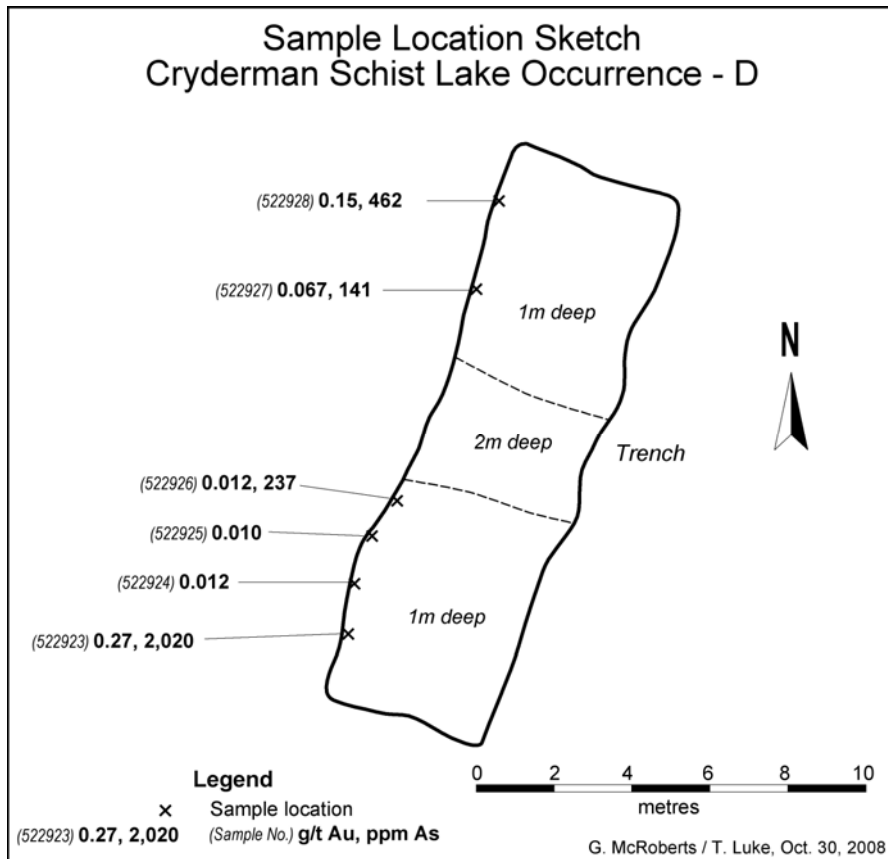 Sample Location Sketch
Cryderman Schist Lake Occurrence - D
(522928) 0.15, 462
(522927) 0.067, 141
1m deep
N
2m deep
Trench
(522926) 0.012, 237
(522925) 0.010
(522924) 0.012
1m deep
(522923) 0.27, 2,020
Legend
Sample location
(522923) 0.27, 2,020 (Sample No.) g/t Au, ppm As
0 2 4 6 8 10
metres
G. McRoberts / T. Luke, Oct. 30, 2008